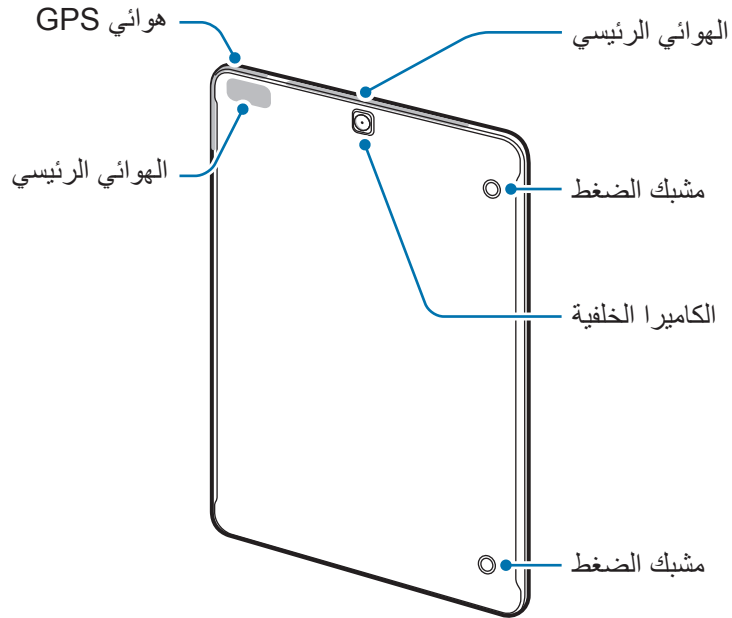 هوائي GPS
الهوائي الرئيسي
الهوائي الرئيسي
مشبك الضغط
الكاميرا الخلفية
مشبك الضغط